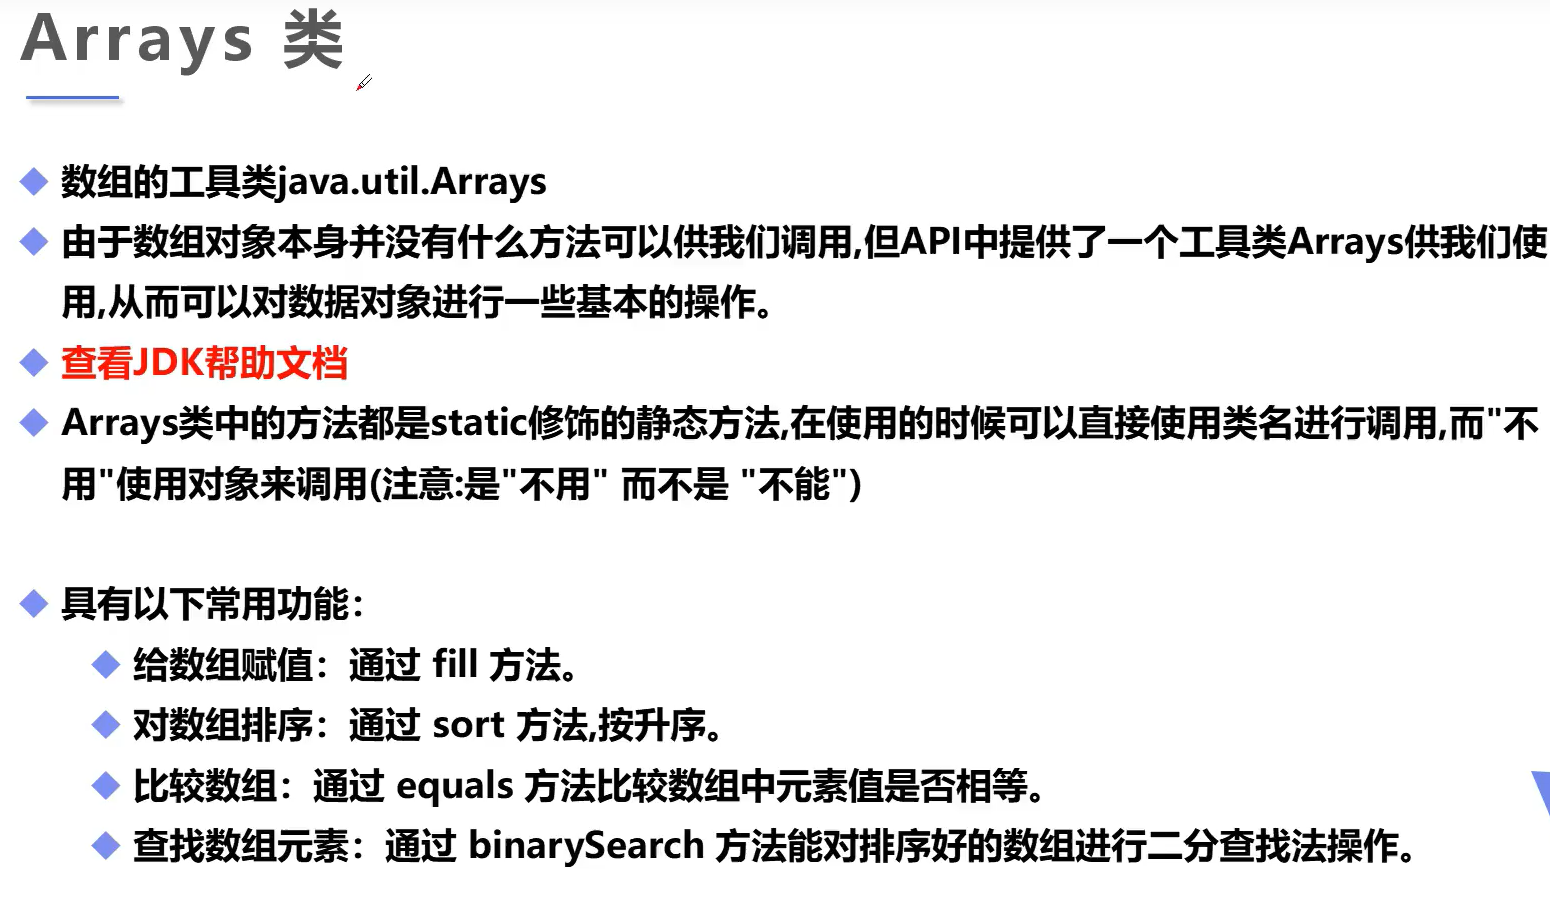 Arrays 类
数组的工具类java.util.Arrays
由于数组对象本身并没有什么方法可以供我们调用,但API中提供了一个工具类Arrays供我们使
用,从而可以对数据对象进行一些基本的操作。
查看JDK帮助文档
Arrays类中的方法都是static修饰的静态方法,在使用的时候可以直接使用类名进行调用,而"不
用"使用对象来调用(注意:是"不用" 而不是 "不能")
具有以下常用功能：
给数组赋值：通过 fill 方法。
对数组排序：通过 sort 方法,按升序。
比较数组：通过 equals 方法比较数组中元素值是否相等。
查找数组元素：通过 binarySearch 方法能对排序好的数组进行二分查找法操作。